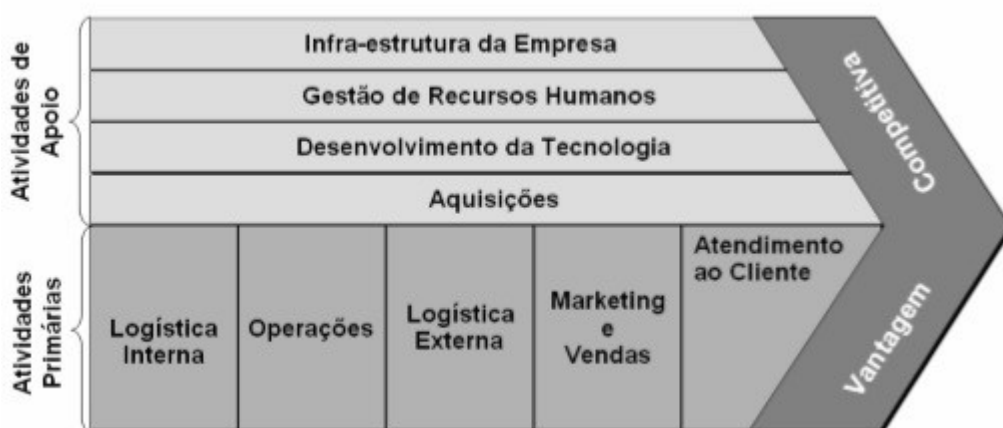 Atividades de
Apoio
Infra-estrutura da Empresa
Gestão de Recursos Humanos
Desenvolvimento da Tecnologia
Aquisições
Competitiva
Atividades
Primárias
Logística
Interna
Operações
Logística
Externa
Marketing
e
Vendas
Atendimento
ao Cliente
Vantagem